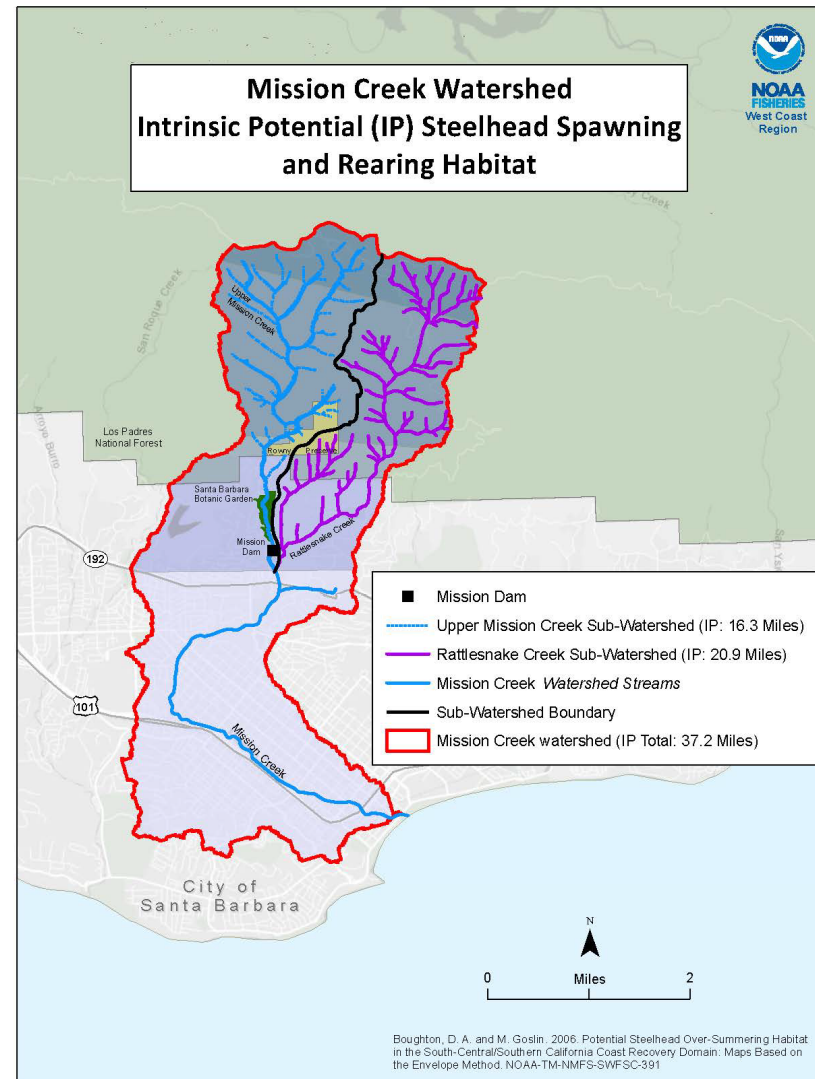 NOAA
NOAA
FISHERIES
West Coast
Region
Mission Creek Watershed
Intrinsic Potential (IP) Steelhead Spawning
and Rearing Habitat
Creek
San Roque Creek
Arroyo Burro
Upper
Mission Creek
Los Padres
National Forest
Preserve
Santa Barbara
Botanic Garden
Mission
Dam
Rattlesnake Creek
192
101
Mission Creek
City of
Santa Barbara
Mission Dam
Upper Mission Creek Sub-Watershed (IP: 16.3 Miles)
Rattlesnake Creek Sub-Watershed (IP: 20.9 Miles)
Mission Creek Watershed Streams
Sub-Watershed Boundary
Mission Creek watershed (IP Total: 37.2 Miles)
N
0 Miles 2
Boughton, D. A. and M. Goslin. 2006. Potential Steelhead Over-Summering Habitat
in the South-Central/Southern California Coast Recovery Domain: Maps Based on
the Envelope Method. NOAA-TM-NMFS-SWFSC-391